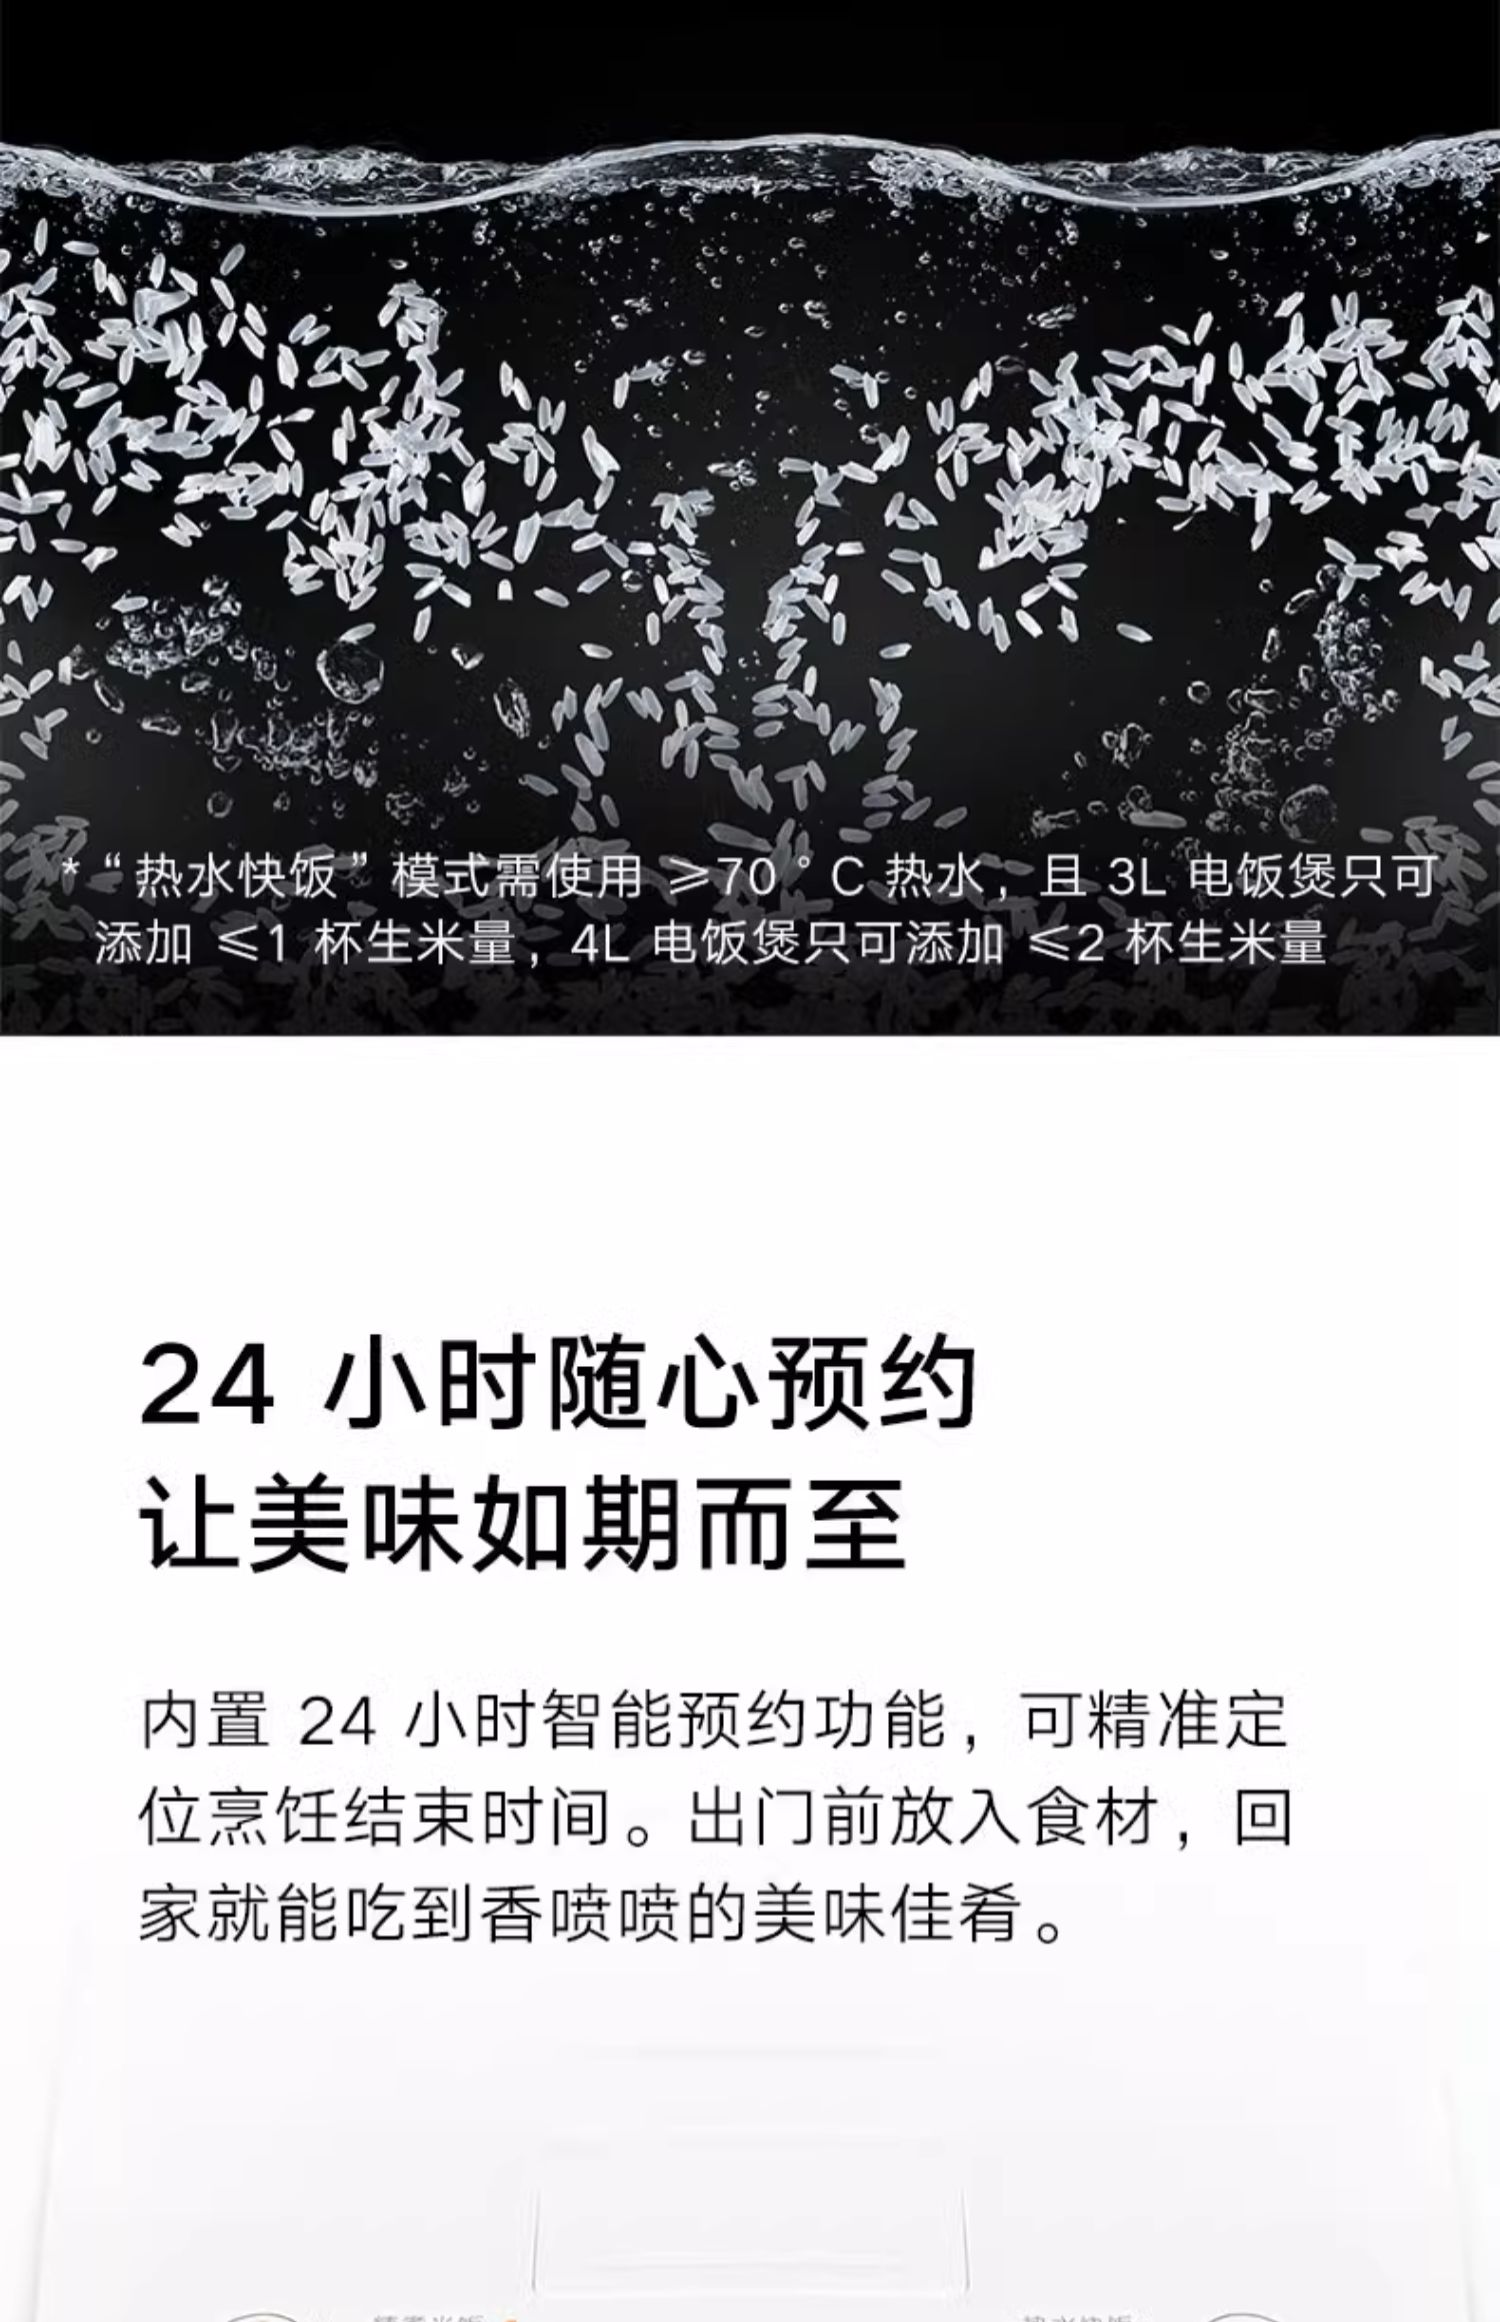 *“热水快饭”模式需使用 ≥70°C 热水，且 3L 电饭煲只可
添加 ≤1 杯生米量，4L 电饭煲只可添加 ≤2 杯生米量
24 小时随心预约
让美味如期而至
内置 24 小时智能预约功能，可精准定
位烹饪结束时间。出门前放入食材，回
家就能吃到香喷喷的美味佳肴。